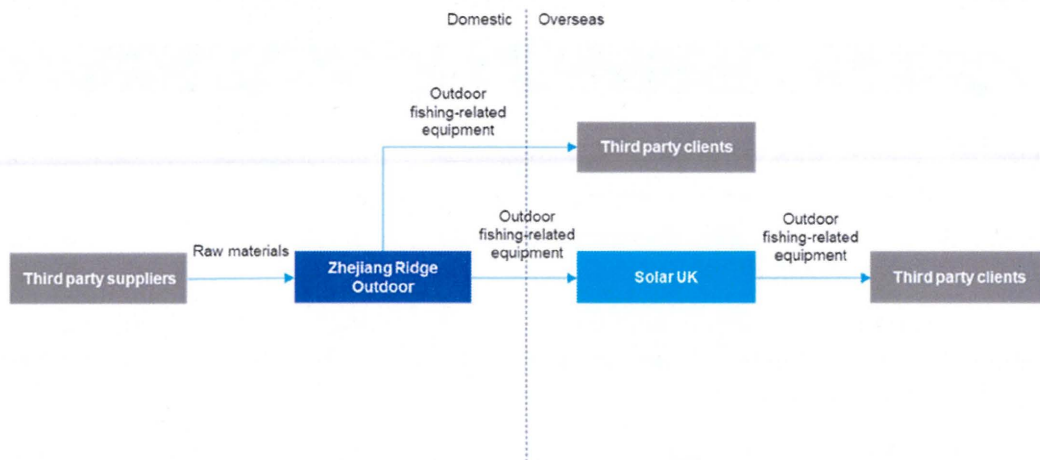 Domestic
Overseas
Outdoor
fishing-related
equipment
Third party clients
Third party suppliers
Raw materials
Zhejiang Ridge
Outdoor
Outdoor
fishing-related
equipment
Solar UK
Outdoor
fishing-related
equipment
Third party clients